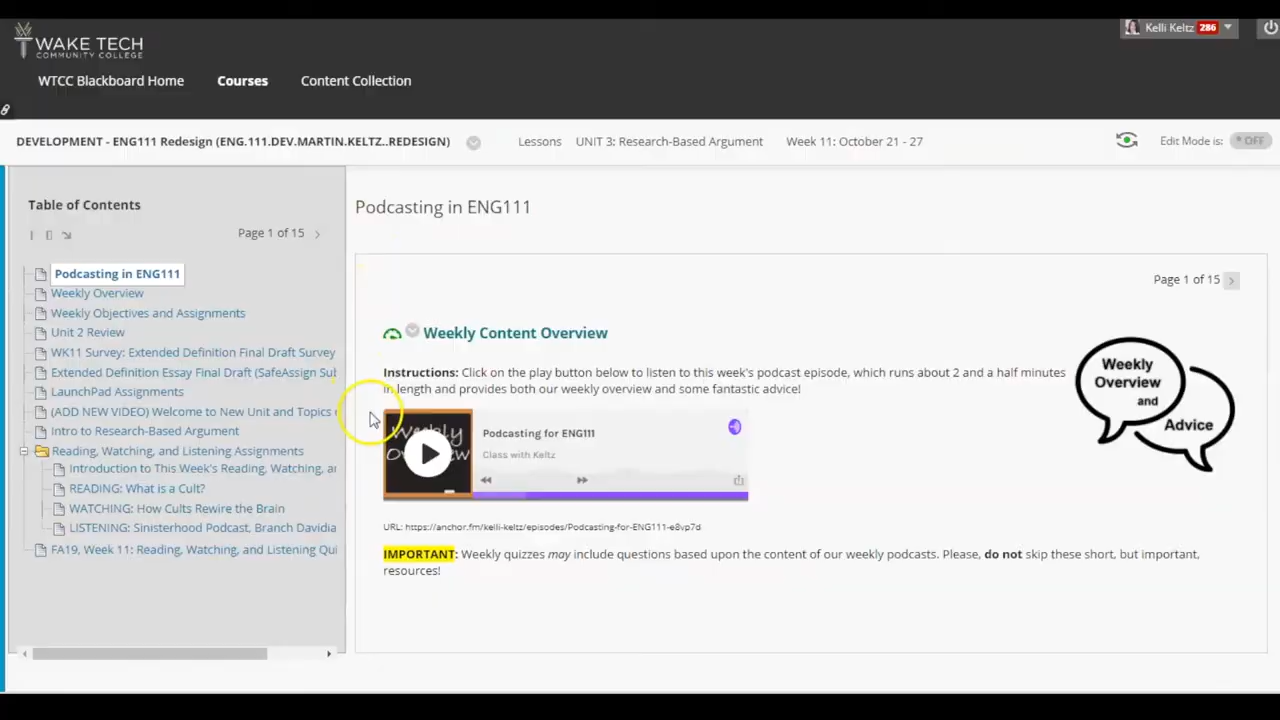 WAKE TECH
COMMUNITY COLLEGE
Kelli Keltz 286
WTCC Blackboard Home Courses Content Collection
DEVELOPMENT - ENG111 Redesign (ENG.111.DEV.MARTIN.KELTZ..REDESIGN) Lessons UNIT 3: Research-Based Argument Week 11: October 21 - 27 Edit Mode is: OFF
Table of Contents
Page 1 of 15
Podcasting in ENG111
Weekly Overview
Weekly Objectives and Assignments
Unit 2 Review
WK11 Survey: Extended Definition Final Draft Survey
Extended Definition Essay Final Draft (SafeAssign Sub
LaunchPad Assignments
(ADD NEW VIDEO) Welcome to New Unit and Topics
Intro to Research-Based Argument
Reading, Watching, and Listening Assignments
Introduction to This Week's Reading, Watching, an
READING: What is a Cult?
WATCHING: How Cults Rewire the Brain
LISTENING: Sinisterhood Podcast, Branch Davidia
FA19, Week 11: Reading, Watching, and Listening Qui
Podcasting in ENG111
Page 1 of 15
Weekly Content Overview
Instructions: Click on the play button below to listen to this week's podcast episode, which runs about 2 and a half minutes
in length and provides both our weekly overview and some fantastic advice!
Weekly
Overview
Podcasting for ENG111
Class with Keltz
URL: https://anchor.fm/kelli-keltz/episodes/Podcasting-for-ENG111-e8vp7d
IMPORTANT: Weekly quizzes may include questions based upon the content of our weekly podcasts. Please, do not skip these short, but important,
resources!
Weekly
Overview
and
Advice